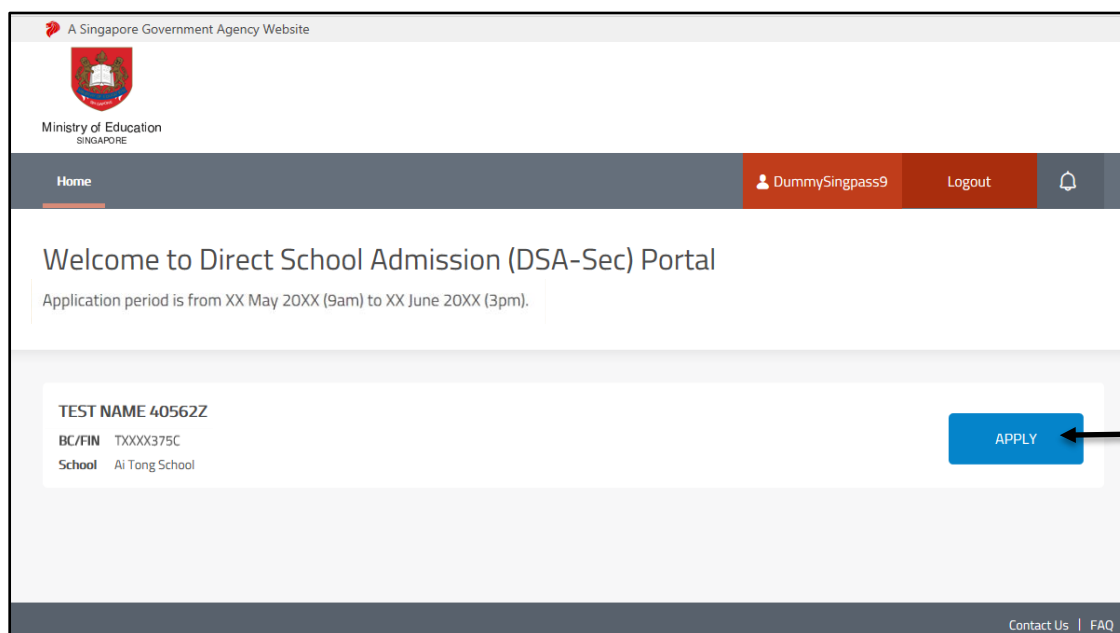 A Singapore Government Agency Website
Ministry of Education
SINGAPORE
Home
DummySingpass9
Logout
Welcome to Direct School Admission (DSA-Sec) Portal
Application period is from XX May 20XX (9am) to XX June 20XX (3pm).
TEST NAME 40562Z
BC/FIN TXXXX375C
School Ai Tong School
APPLY
Contact Us | FAQ